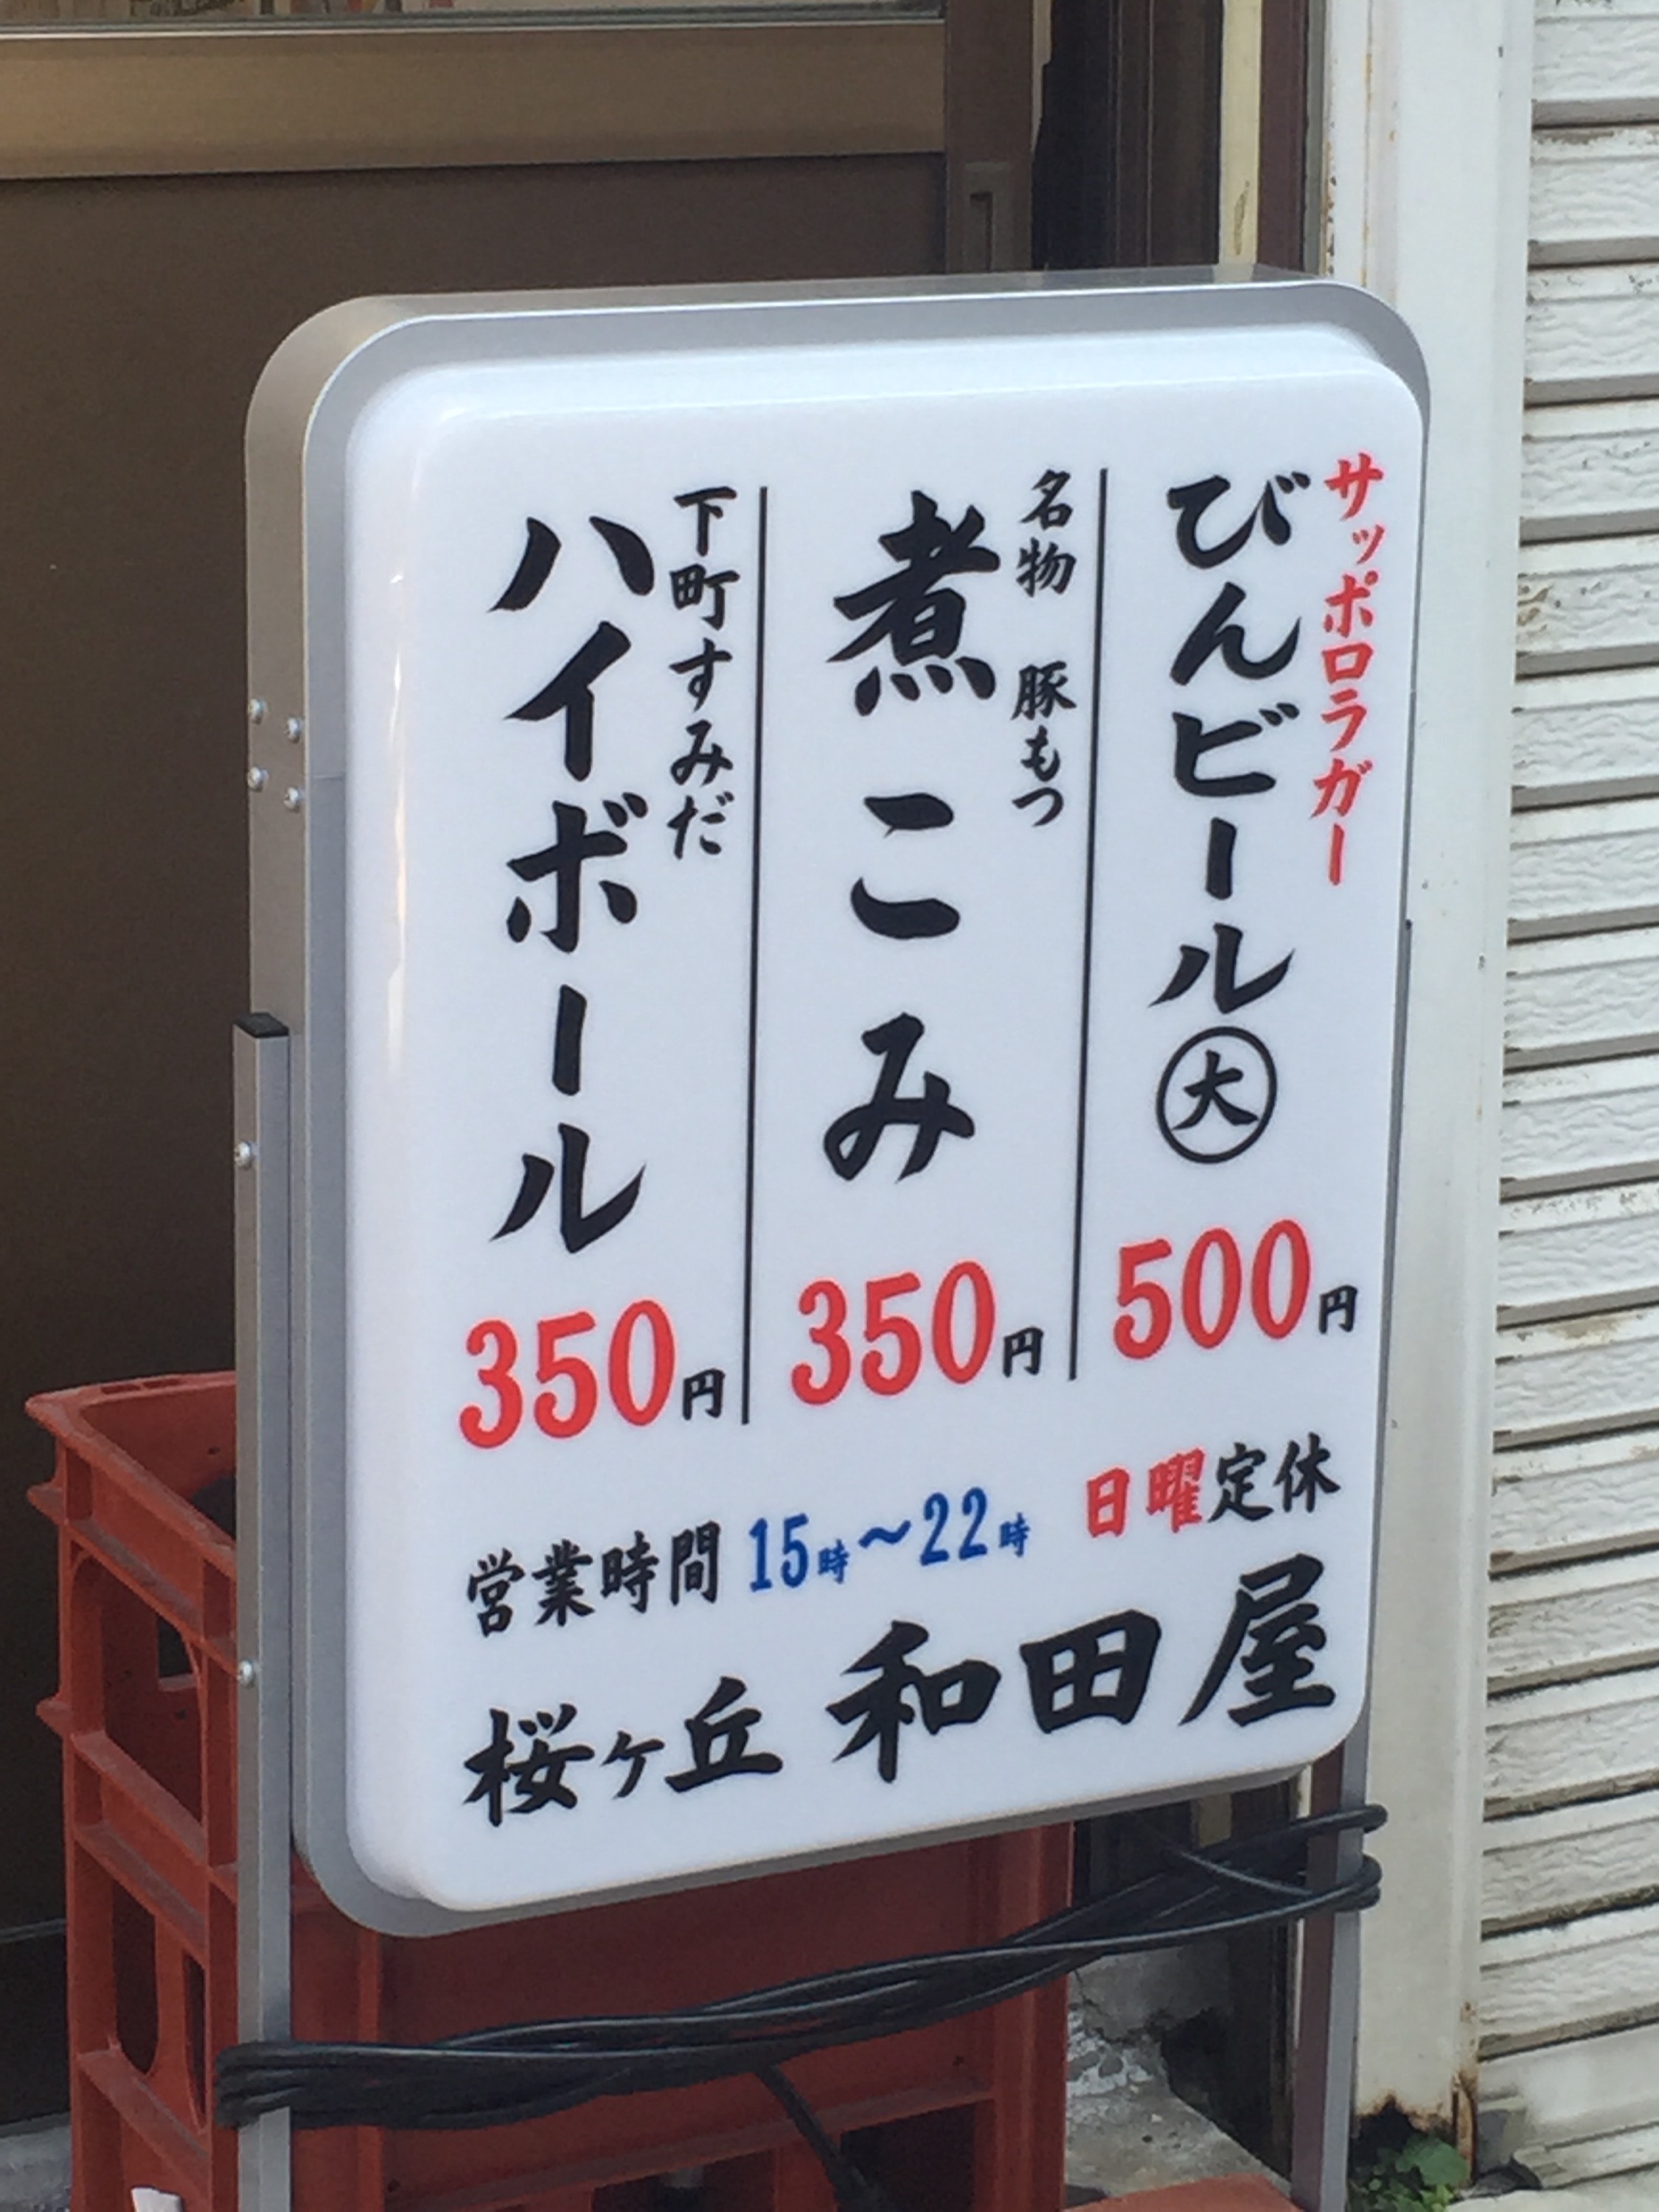 サッポロラガー
びんビール㊛大
500円
名物 豚もつ
煮こみ
350円
下町すみだ
ハイボール
350円
営業時間 15時〜22時 日曜定休
桜ヶ丘 和田屋